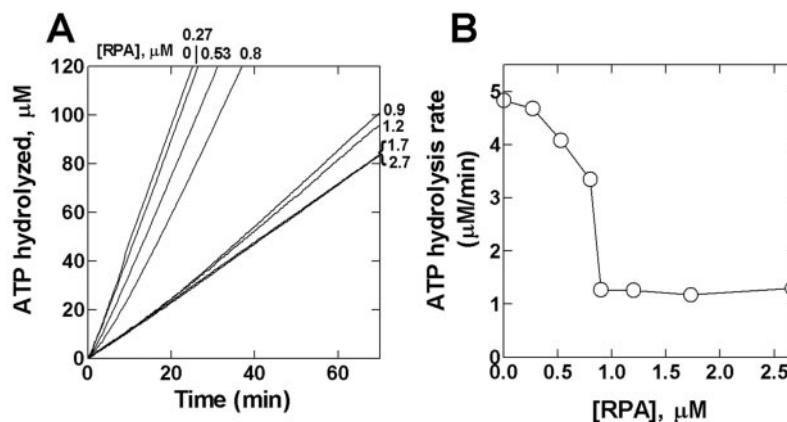 A
0.27
[RPA], μM 0 0.53 0.8
120
100
80
60
40
20
0
ATP hydrolyzed, μM
0.9
1.2
1.7
2.7
0 20 40 60
Time (min)
B
5
4
3
2
1
0
ATP hydrolysis rate
(μM/min)
0.0 0.5 1.0 1.5 2.0 2.5
[RPA], μM